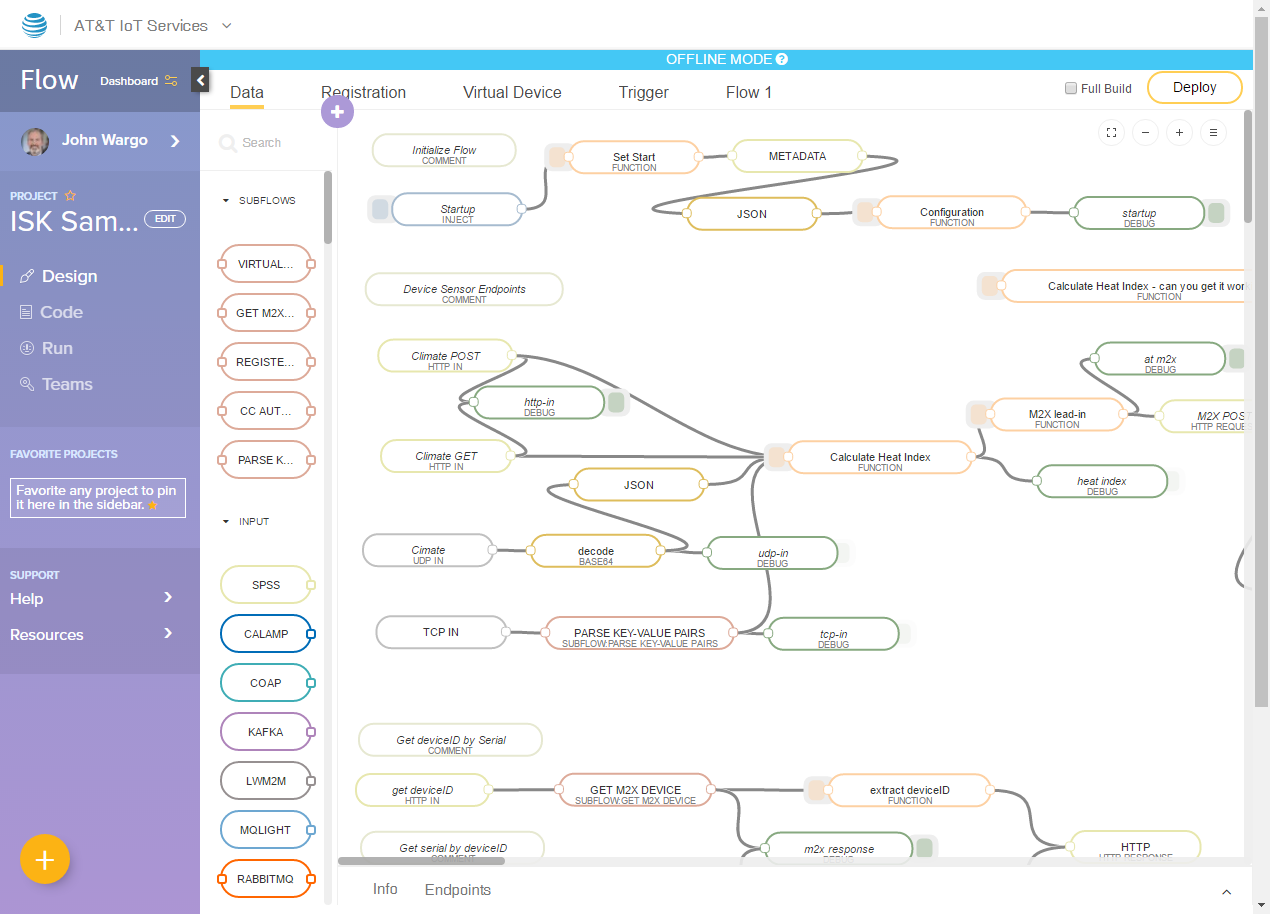 AT&T IoT Services
OFFLINE MODE ?
Flow
Dashboard
Data
Registration
Virtual Device
Trigger
Flow 1
Full Build
Deploy
John Wargo
PROJECT
ISK Sam...
EDIT
Design
Code
Run
Teams
FAVORITE PROJECTS
Favorite any project to pin
it here in the sidebar.
SUPPORT
Help
Resources
Search
SUBFLOWS
VIRTUAL...
GET M2X...
REGISTE...
CC AUT...
PARSE K...
INPUT
SPSS
CALAMP
COAP
KAFKA
LWM2M
MQLIGHT
RABBITMQ
Initialize Flow
COMMENT
Set Start
FUNCTION
METADATA
Startup
INJECT
JSON
Configuration
FUNCTION
startup
DEBUG
Device Sensor Endpoints
COMMENT
Calculate Heat Index - can you get it wor
FUNCTION
Climate POST
HTTP IN
at m2x
DEBUG
http-in
DEBUG
M2X lead-in
FUNCTION
M2X POST
HTTP REQUE
Climate GET
HTTP IN
Calculate Heat Index
FUNCTION
JSON
heat index
DEBUG
Cimate
UDP IN
decode
BASE64
udp-in
DEBUG
TCP IN
PARSE KEY-VALUE PAIRS
SUBFLOW:PARSE KEY-VALUE PAIRS
tcp-in
DEBUG
Get deviceID by Serial
COMMENT
get deviceID
HTTP IN
GET M2X DEVICE
SUBFLOW:GET M2X DEVICE
extract deviceID
FUNCTION
Get serial by deviceID
COMMENT
m2x response
DEBUG
HTTP
HTTP RESPONSE
Info
Endpoints